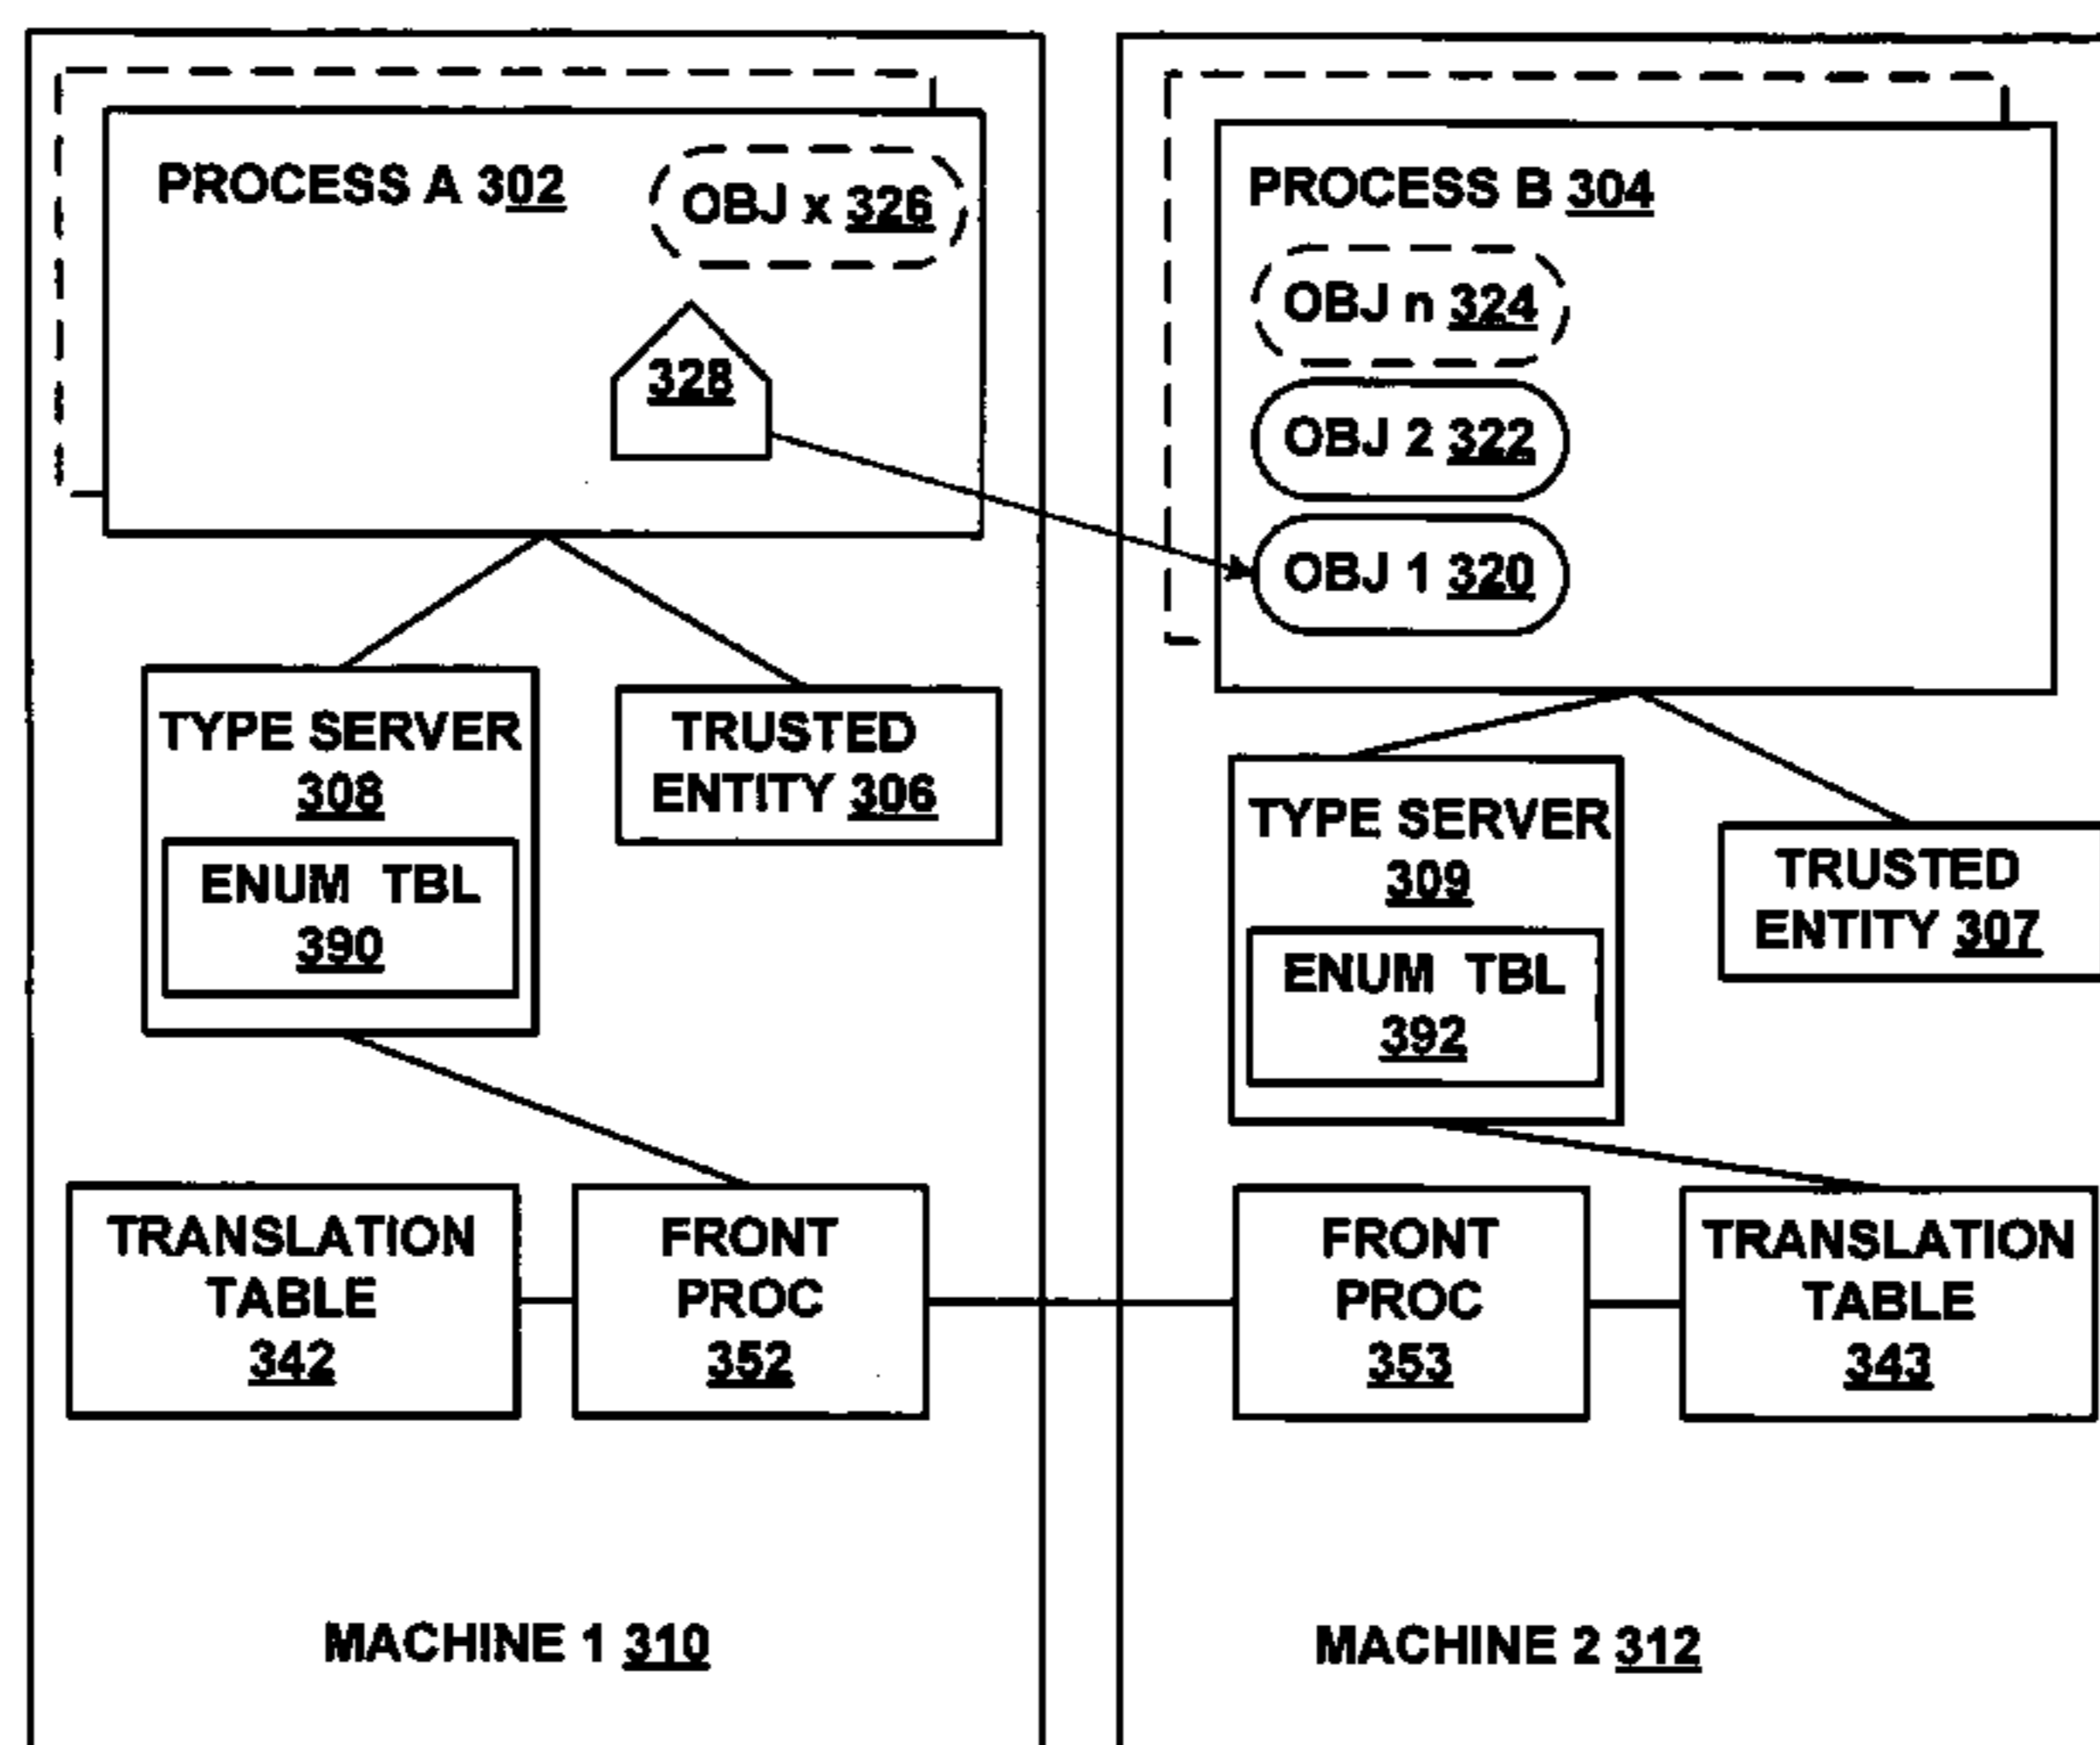 PROCESS A 302
OBJ x 326
328
TYPE SERVER
308
ENUM TBL
390
TRUSTED
ENTITY 306
TRANSLATION
TABLE
342
FRONT
PROC
352
MACHINE 1 310
PROCESS B 304
OBJ n 324
OBJ 2 322
OBJ 1 320
TYPE SERVER
309
ENUM TBL
392
TRUSTED
ENTITY 307
FRONT
PROC
353
TRANSLATION
TABLE
343
MACHINE 2 312